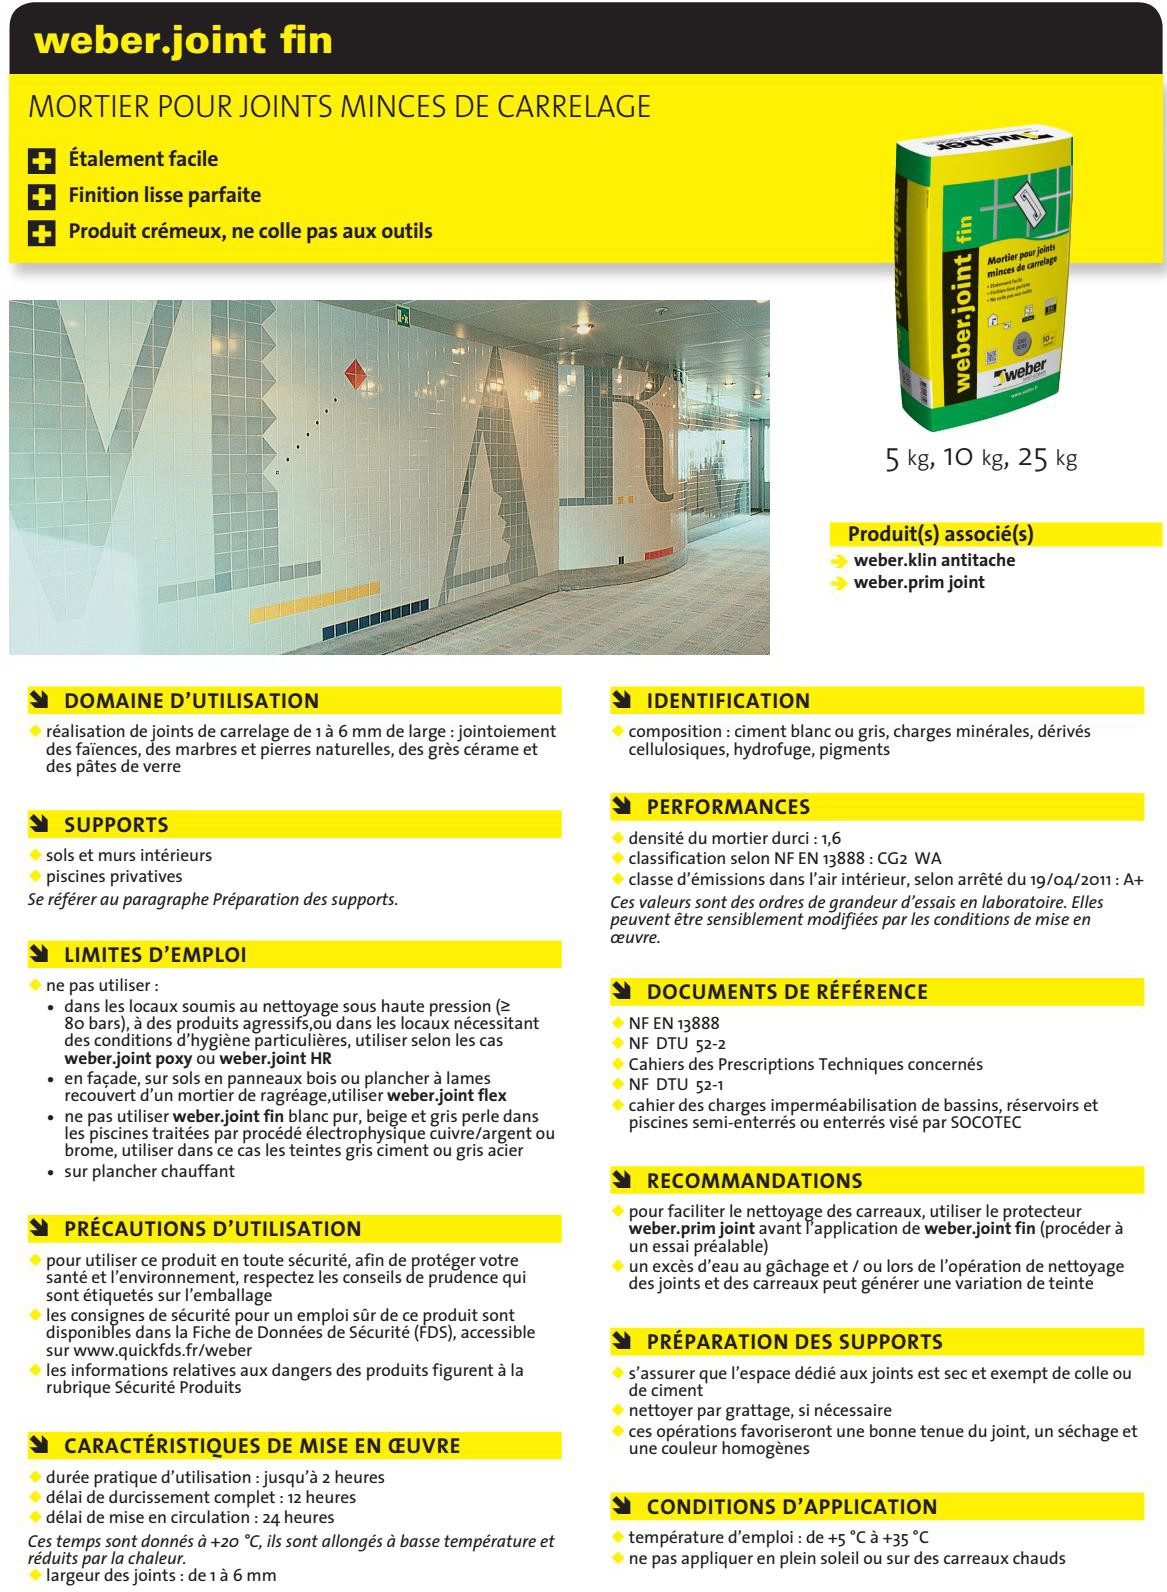 weber.joint fin
MORTIER POUR JOINTS MINCES DE CARRELAGE
Étalement facile
Finition lisse parfaite
Produit crémeux, ne colle pas aux outils
weber
weber.joint fin
Mortier pour joints
minces de carrelage
• Etalement facile
• Finition lisse parfaite
• Ne colle pas aux outils
weber
5 kg, 10 kg, 25 kg
Produit(s) associé(s)
weber.klin antitache
weber.prim joint
DOMAINE D'UTILISATION
réalisation de joints de carrelage de 1 à 6 mm de large : jointoiement
des faïences, des marbres et pierres naturelles, des grès cérame et
des pâtes de verre
SUPPORTS
sols et murs intérieurs
piscines privatives
Se référer au paragraphe Préparation des supports.
LIMITES D'EMPLOI
ne pas utiliser :
• dans les locaux soumis au nettoyage sous haute pression (≥
80 bars), à des produits agressifs,ou dans les locaux nécessitant
des conditions d'hygiène particulières, utiliser selon les cas
weber.joint poxy ou weber.joint HR
• en façade, sur sols en panneaux bois ou plancher à lames
recouvert d'un mortier de ragréage,utiliser weber.joint flex
• ne pas utiliser weber.joint fin blanc pur, beige et gris perle dans
les piscines traitées par procédé électrophysique cuivre/argent ou
brome, utiliser dans ce cas les teintes gris ciment ou gris acier
• sur plancher chauffant
PRÉCAUTIONS D'UTILISATION
pour utiliser ce produit en toute sécurité, afin de protéger votre
santé et l'environnement, respectez les conseils de prudence qui
sont étiquetés sur l'emballage
les consignes de sécurité pour un emploi sûr de ce produit sont
disponibles dans la Fiche de Données de Sécurité (FDS), accessible
sur www.quickfds.fr/weber
les informations relatives aux dangers des produits figurent à la
rubrique Sécurité Produits
CARACTÉRISTIQUES DE MISE EN ŒUVRE
durée pratique d'utilisation : jusqu'à 2 heures
délai de durcissement complet : 12 heures
délai de mise en circulation : 24 heures
Ces temps sont donnés à +20 °C, ils sont allongés à basse température et
réduits par la chaleur.
largeur des joints : de 1 à 6 mm
IDENTIFICATION
composition : ciment blanc ou gris, charges minérales, dérivés
cellulosiques, hydrofuge, pigments
PERFORMANCES
densité du mortier durci : 1,6
classification selon NF EN 13888 : CG2 WA
classe d'émissions dans l'air intérieur, selon arrêté du 19/04/2011 : A+
Ces valeurs sont des ordres de grandeur d'essais en laboratoire. Elles
peuvent être sensiblement modifiées par les conditions de mise en
œuvre.
DOCUMENTS DE RÉFÉRENCE
NF EN 13888
NF DTU 52-2
Cahiers des Prescriptions Techniques concernés
NF DTU 52-1
cahier des charges imperméabilisation de bassins, réservoirs et
piscines semi-enterrés ou enterrés visé par SOCOTEC
RECOMMANDATIONS
pour faciliter le nettoyage des carreaux, utiliser le protecteur
weber.prim joint avant l'application de weber.joint fin (procéder à
un essai préalable)
un excès d'eau au gâchage et / ou lors de l'opération de nettoyage
des joints et des carreaux peut générer une variation de teinte
PRÉPARATION DES SUPPORTS
s'assurer que l'espace dédié aux joints est sec et exempt de colle ou
de ciment
nettoyer par grattage, si nécessaire
ces opérations favoriseront une bonne tenue du joint, un séchage et
une couleur homogènes
CONDITIONS D'APPLICATION
température d'emploi : de +5 °C à +35 °C
ne pas appliquer en plein soleil ou sur des carreaux chauds